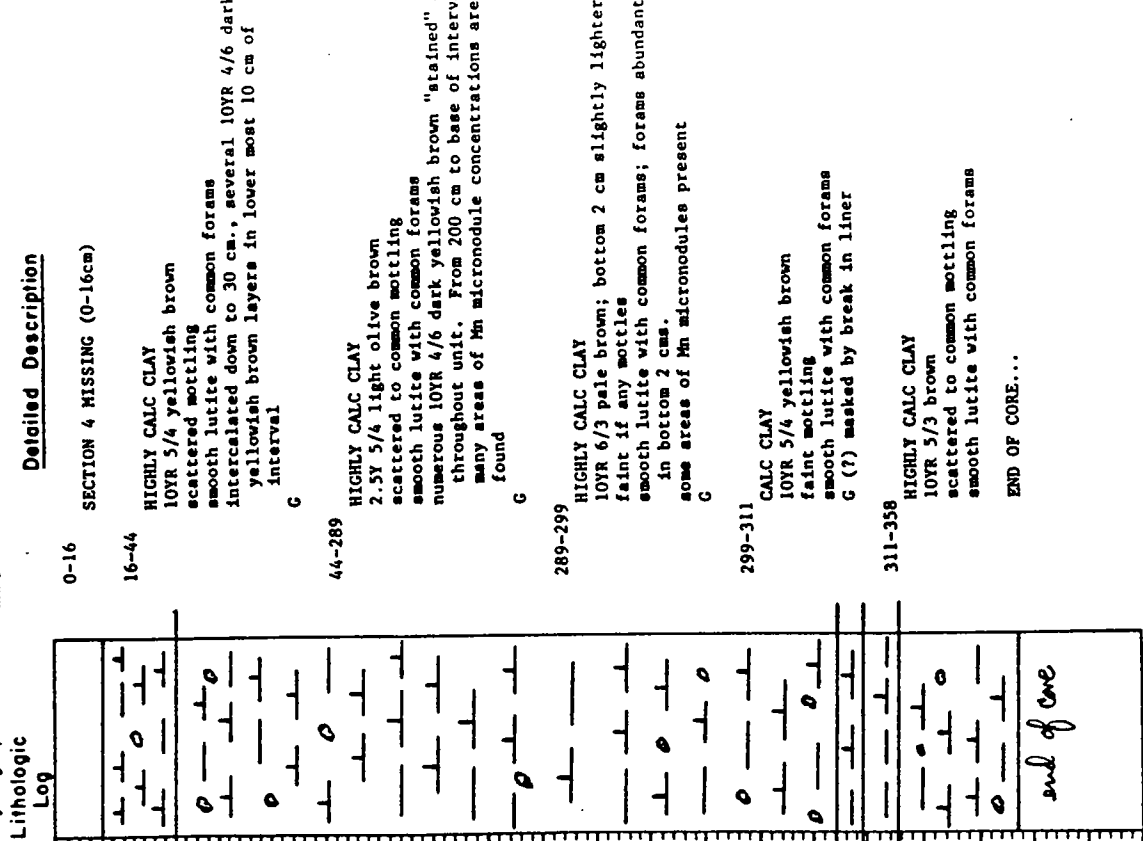 Lithologic
Log
Detailed Description
0-16
SECTION 4 MISSING (0-16cm)
16-44
HIGHLY CALC CLAY
10YR 5/4 yellowish brown
scattered mottling
smooth lutite with common forams
intercalated down to 30 cm., several 10YR 4/6 dark
yellowish brown layers in lower most 10 cm of
interval
G
44-289
HIGHLY CALC CLAY
2.5Y 5/4 light olive brown
scattered to common mottling
smooth lutite with common forams
numerous 10YR 4/6 dark yellowish brown "stained"
throughout unit. From 200 cm to base of interv
many areas of Mn micronodule concentrations are
found
G
289-299
HIGHLY CALC CLAY
10YR 6/3 pale brown; bottom 2 cm slightly lighter
faint if any mottles
smooth lutite with common forams; forams abundant
in bottom 2 cms.
some areas of Mn micronodules present
G
299-311
CALC CLAY
10YR 5/4 yellowish brown
faint mottling
smooth lutite with common forams
G (?) masked by break in liner
311-358
HIGHLY CALC CLAY
10YR 5/3 brown
scattered to common mottling
smooth lutite with common forams
END OF CORE...
end of core